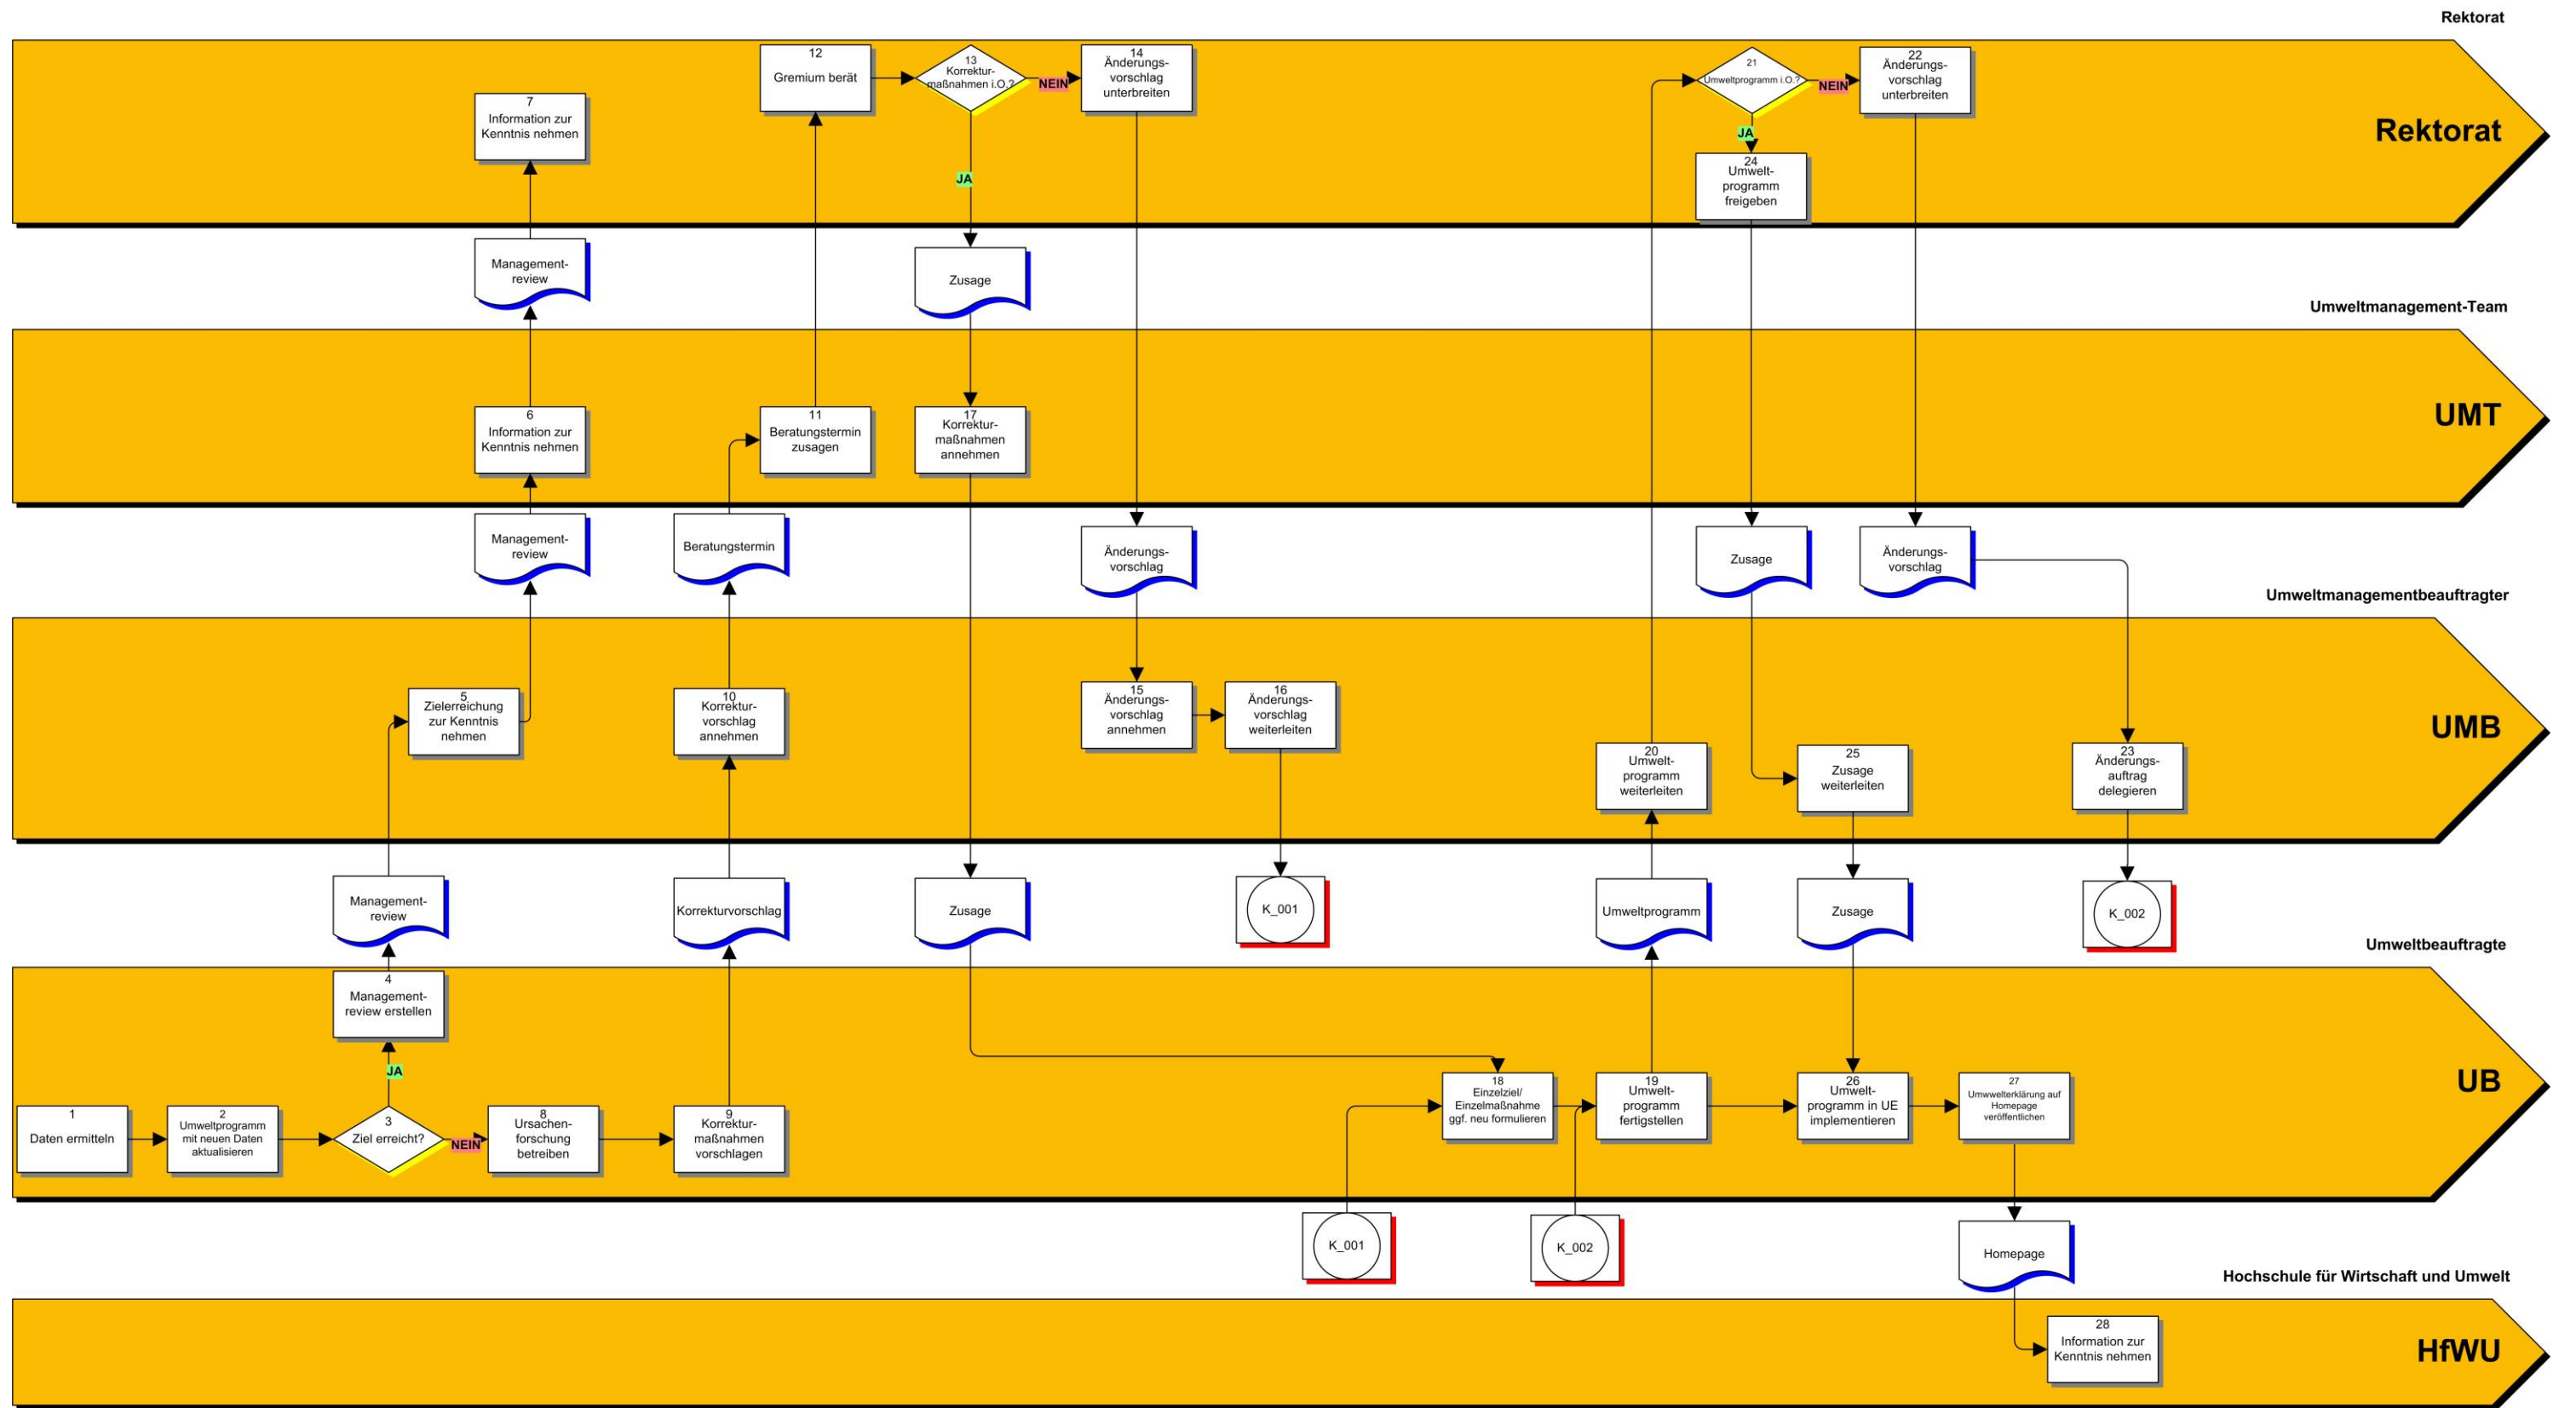 Rektorat
12
Gremium berät
13
Korrektur-
maßnahmen i.O.?
NEIN
14
Änderungs-
vorschlag
unterbreiten
21
Umweltprogramm i.O.?
NEIN
22
Änderungs-
vorschlag
unterbreiten
7
Information zur
Kenntnis nehmen
JA
JA
24
Umwelt-
programm
freigeben
Rektorat
Management-
review
Zusage
Umweltmanagement-Team
6
Information zur
Kenntnis nehmen
11
Beratungstermin
zusagen
17
Korrektur-
maßnahmen
annehmen
UMT
Management-
review
Beratungstermin
Änderungs-
vorschlag
Zusage
Änderungs-
vorschlag
Umweltmanagementbeauftragter
5
Zielerreichung
zur Kenntnis
nehmen
10
Korrektur-
vorschlag
annehmen
15
Änderungs-
vorschlag
annehmen
16
Änderungs-
vorschlag
weiterleiten
20
Umwelt-
programm
weiterleiten
25
Zusage
weiterleiten
23
Änderungs-
auftrag
delegieren
UMB
Management-
review
Korrekturvorschlag
Zusage
K_001
Umweltprogramm
Zusage
K_002
Umweltbeauftragte
4
Management-
review erstellen
JA
1
Daten ermitteln
2
Umweltprogramm
mit neuen Daten
aktualisieren
3
Ziel erreicht?
NEIN
8
Ursachen-
forschung
betreiben
9
Korrektur-
maßnahmen
vorschlagen
18
Einzelziel/
Einzelmaßnahme
ggf. neu formulieren
19
Umwelt-
programm
fertigstellen
26
Umwelt-
programm in UE
implementieren
27
Umwwelterklärung auf
Homepage
veröffentlichen
UB
K_001
K_002
Homepage
Hochschule für Wirtschaft und Umwelt
28
Information zur
Kenntnis nehmen
HfWU